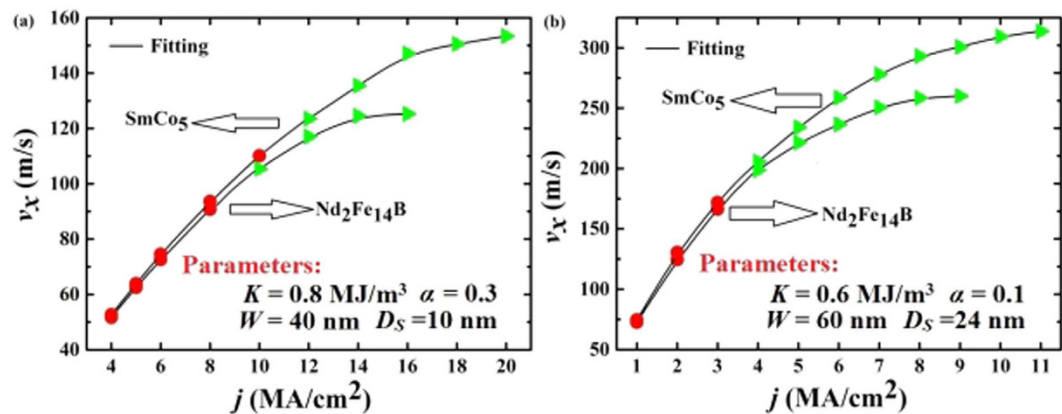 (a)
160
140
120
100
80
60
40
vx (m/s)
Fitting
SmCo5
Nd2Fe14B
Parameters:
K = 0.8 MJ/m³ α = 0.3
W = 40 nm DS =10 nm
4 6 8 10 12 14 16 18 20
j (MA/cm²)
(b)
300
250
200
150
100
50
vx (m/s)
Fitting
SmCo5
Nd2Fe14B
Parameters:
K = 0.6 MJ/m³ α = 0.1
W = 60 nm DS =24 nm
1 2 3 4 5 6 7 8 9 10 11
j (MA/cm²)